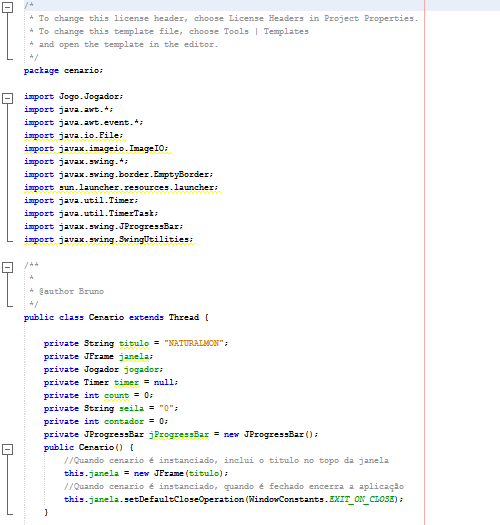 /*
 * To change this license header, choose License Headers in Project Properties.
 * To change this template file, choose Tools | Templates
 * and open the template in the editor.
 */
package cenario;
import Jogo.Jogador;
import java.awt.*;
import java.awt.event.*;
import java.io.File;
import javax.imageio.ImageIO;
import javax.swing.*;
import javax.swing.border.EmptyBorder;
import sun.launcher.resources.launcher;
import java.util.Timer;
import java.util.TimerTask;
import javax.swing.JProgressBar;
import javax.swing.SwingUtilities;
/**
 *
 * @author Bruno
 */
public class Cenario extends Thread {
private String titulo = "NATURALMON";
private JFrame janela;
private Jogador jogador;
private Timer timer = null;
private int count = 0;
private String seila = "0";
private int contador = 0;
private JProgressBar jProgressBar = new JProgressBar();
public Cenario() {
//Quando cenario é instanciado, inclui o titulo no topo da janela
this.janela = new JFrame(titulo);
//Quando cenario é instanciado, quando é fechado encerra a aplicação
this.janela.setDefaultCloseOperation(WindowConstants.EXIT_ON_CLOSE);
}